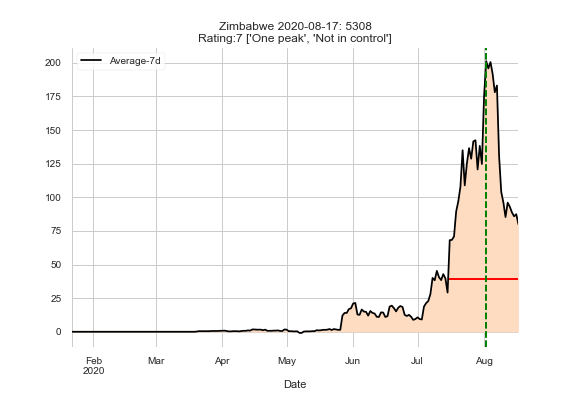 Zimbabwe 2020-08-17: 5308
Rating:7 ['One peak', 'Not in control']
Average-7d
200
175
150
125
100
75
50
25
0
Feb
2020
Mar
Apr
May
Jun
Jul
Aug
Date